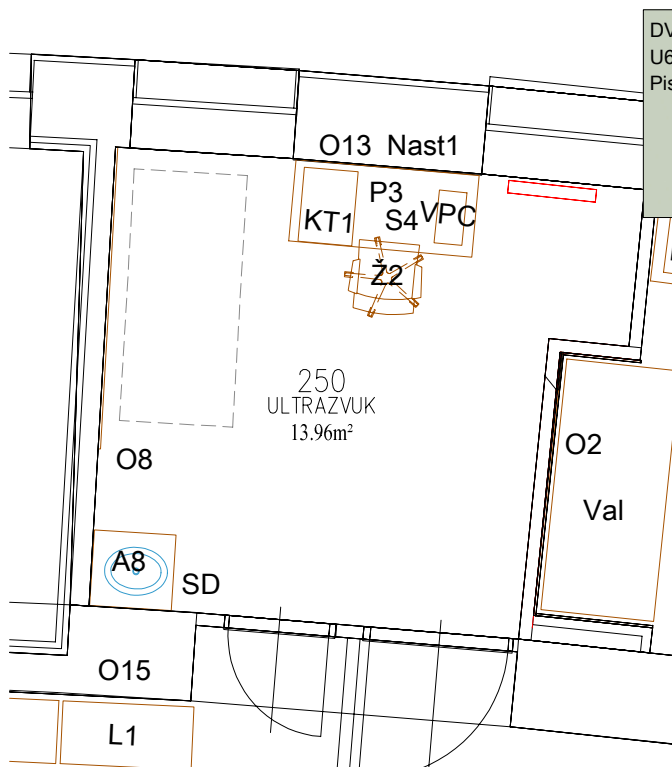 DV
U6
Pis
O13 Nast1
P3
KT1
S4
VPC
Ž2
250
ULTRAZVUK
13.96m²
O8
O2
Val
A8
SD
O15
L1